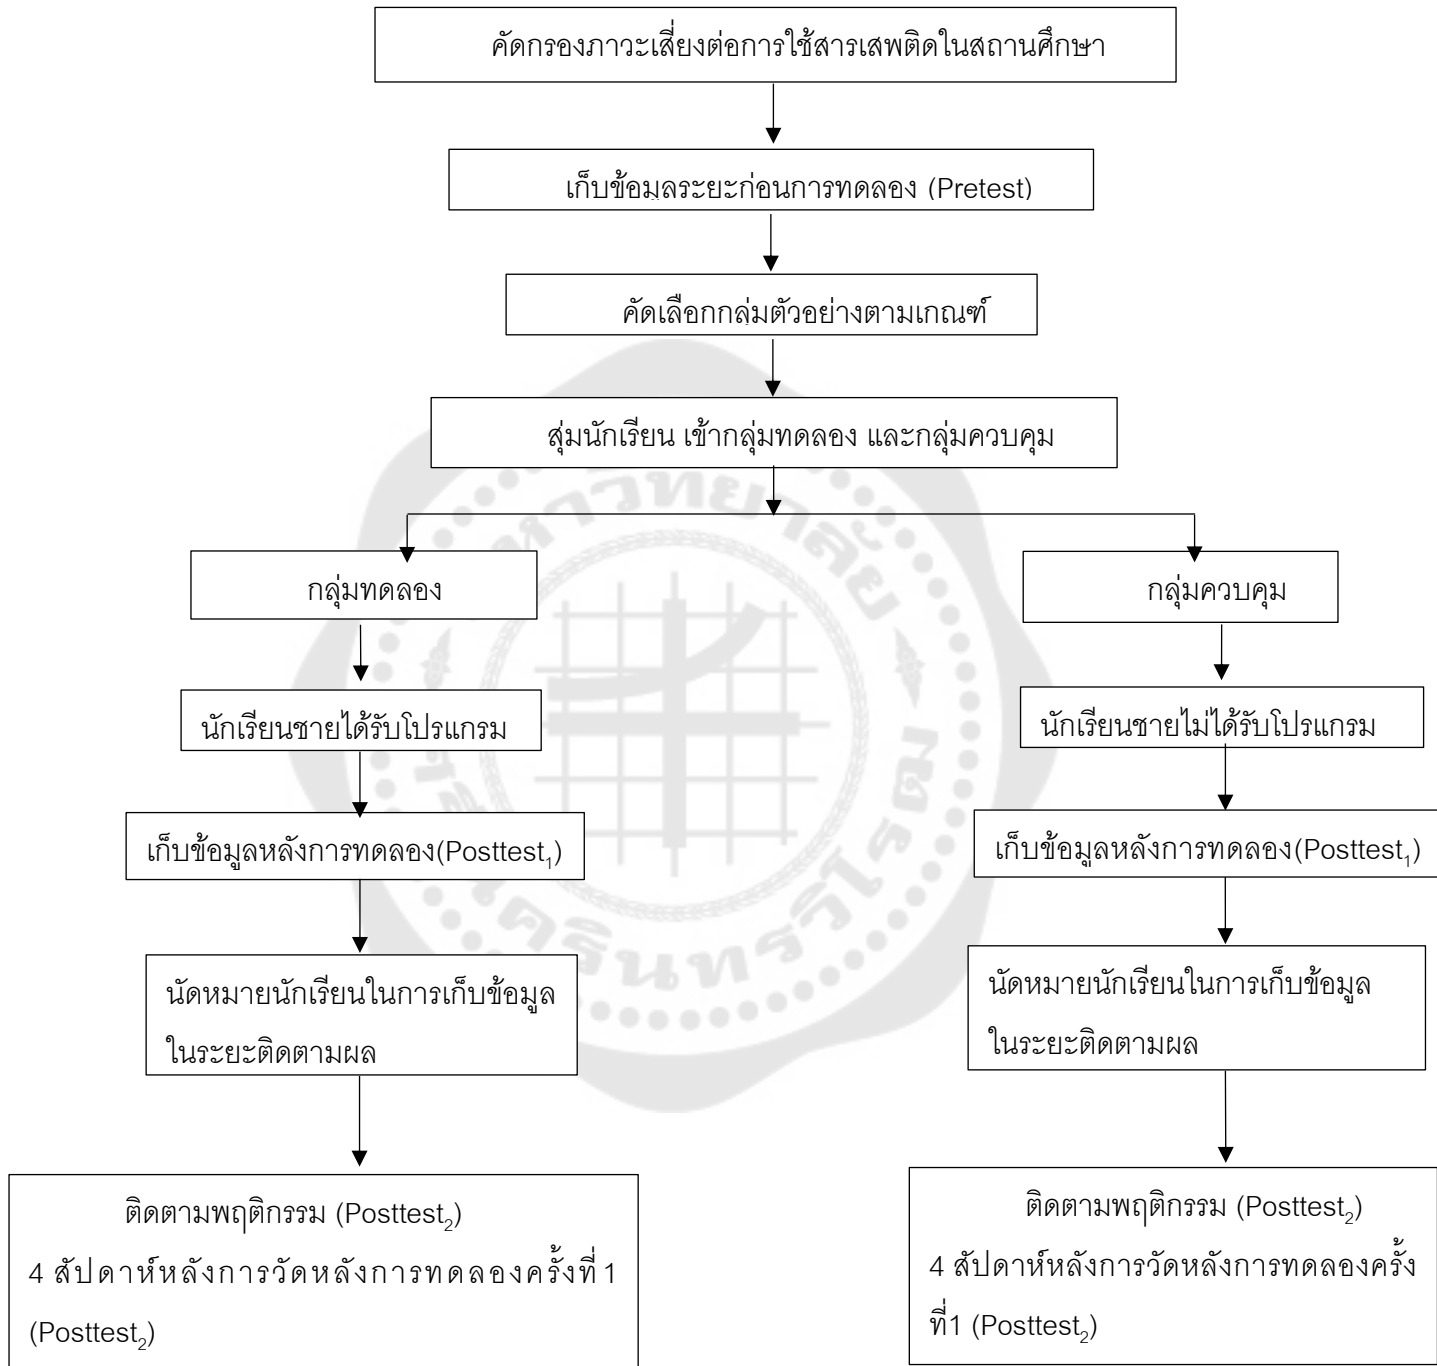 คัดกรองภาวะเสี่ยงต่อการใช้สารเสพติดในสถานศึกษา
เก็บข้อมูลระยะก่อนการทดลอง (Pretest)
คัดเลือกกลุ่มตัวอย่างตามเกณฑ์
สุ่มนักเรียน เข้ากลุ่มทดลอง และกลุ่มควบคุม
กลุ่มทดลอง
กลุ่มควบคุม
นักเรียนชายได้รับโปรแกรม
นักเรียนชายไม่ได้รับโปรแกรม
เก็บข้อมูลหลังการทดลอง(Posttest₁)
เก็บข้อมูลหลังการทดลอง(Posttest₁)
นัดหมายนักเรียนในการเก็บข้อมูล
ในระยะติดตามผล
นัดหมายนักเรียนในการเก็บข้อมูล
ในระยะติดตามผล
ติดตามพฤติกรรม (Posttest₂)
4 สัปดาห์หลังการวัดหลังการทดลองครั้งที่ 1
(Posttest₂)
ติดตามพฤติกรรม (Posttest₂)
4 สัปดาห์หลังการวัดหลังการทดลองครั้ง
ที่1 (Posttest₂)